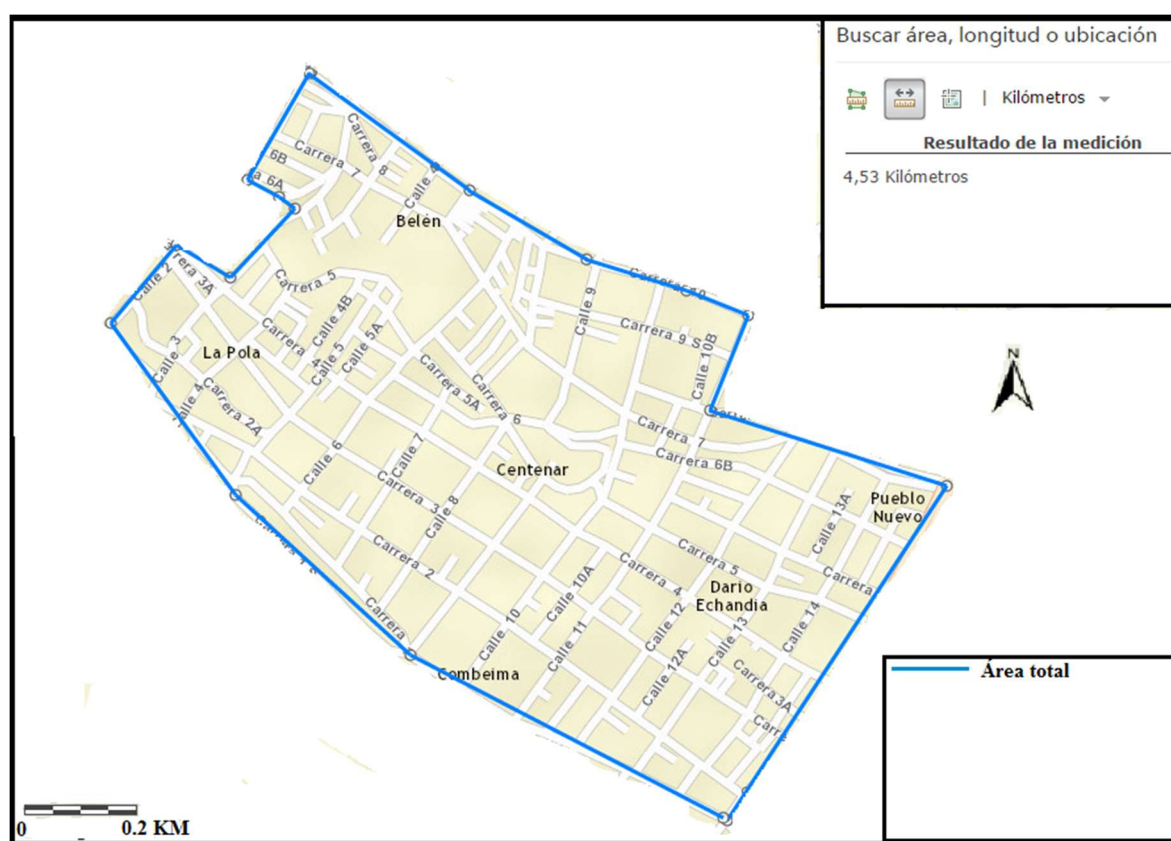 Buscar área, longitud o ubicación
Kilómetros
Resultado de la medición
4,53 Kilómetros
Carrera 8
Carrera 7
6B
6A
Calle
Belén
Calle 2
Carrera 3A
Carrera 5
Calle 4B
Calle 5A
Calle 5
Carrera 4
Calle 3
La Pola
Calle 4
Carrera 2A
Carrera 10
Calle 9
Carrera 9 S
Calle 10B
Carrera 5A
Carrera 6
Carrera 7
Carrera 6B
Centenar
Calle 6
Calle 7
Calle 8
Carrera 3
Carrera 2
Carrera
Pueblo
Nuevo
Calle 13A
Carrera 5
Carrera
Carrera 4
Dario
Echandia
Calle 10A
Calle 10
Calle 11
Calle 12
Calle 12A
Calle 13
Calle 14
Carrera 3A
Combeima
N
Área total
0
0.2 KM